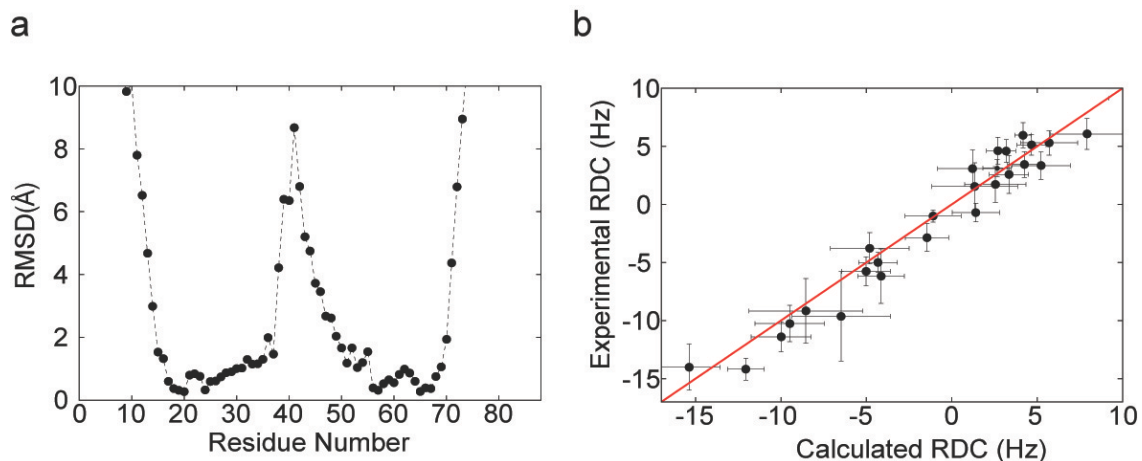 a
b
10
8
6
4
2
0
RMSD(Å)
0 10 20 30 40 50 60 70 80
Residue Number
10
5
0
-5
-10
-15
Experimental RDC (Hz)
-15 -10 -5 0 5 10
Calculated RDC (Hz)